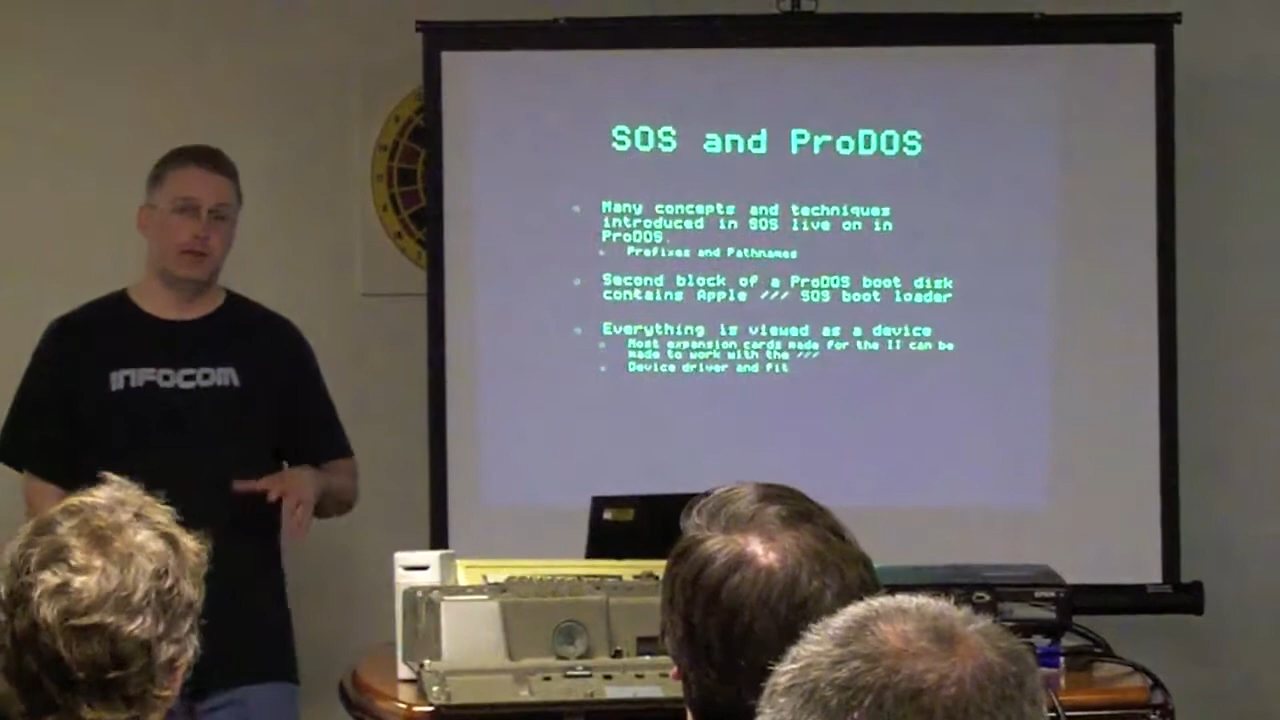 SOS and ProDOS
Many concepts and techniques
introduced in SOS live on in
ProDOS.
Prefixes and Pathnames
Second block of a ProDOS boot disk
contains Apple /// SOS boot loader
Everything is viewed as a device
Most expansion cards made for the II can be
made to work with the ///
Device driver and fit
INFOCOM
EPSON